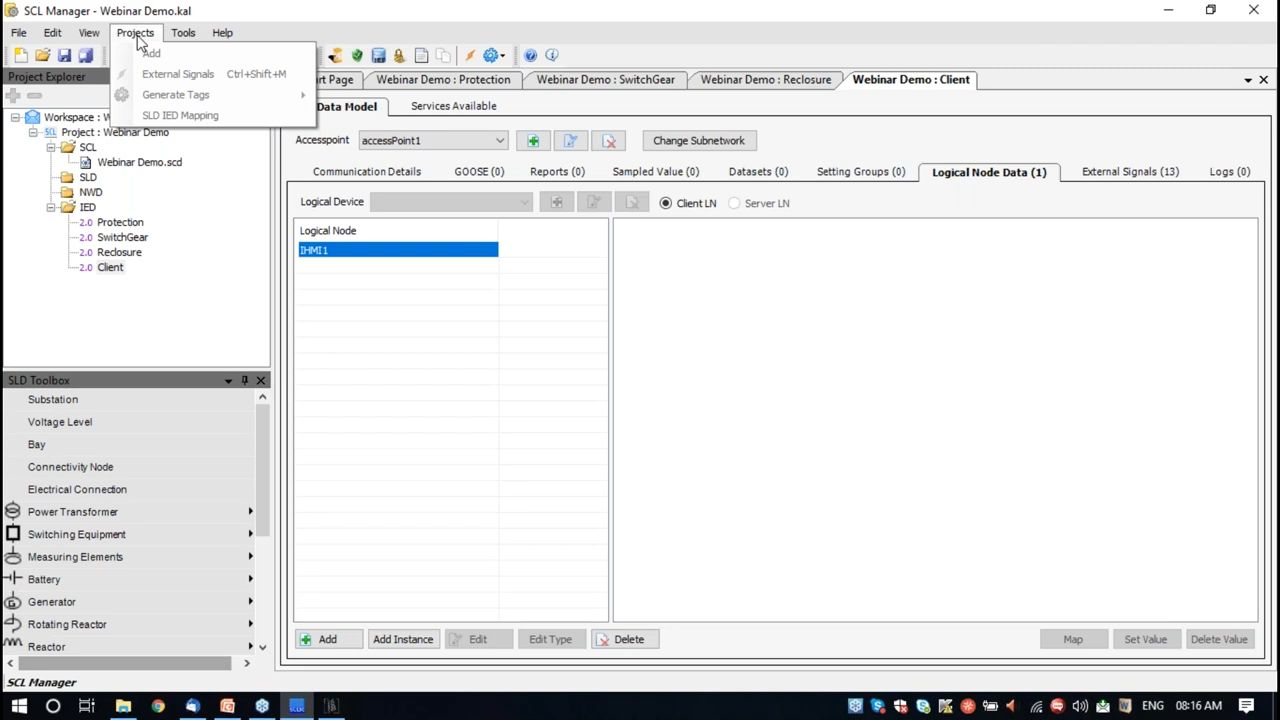 SCL Manager - Webinar Demo.kal
File Edit View Projects Tools Help
Add
External Signals Ctrl+Shift+M
Generate Tags
SLD IED Mapping
Project Explorer
Workspace : W
Project : Webinar Demo
SCL
Webinar Demo.scd
SLD
NWD
IED
2.0 Protection
2.0 SwitchGear
2.0 Reclosure
2.0 Client
SLD Toolbox
Substation
Voltage Level
Bay
Connectivity Node
Electrical Connection
Power Transformer
Switching Equipment
Measuring Elements
Battery
Generator
Rotating Reactor
Reactor
art Page Webinar Demo : Protection Webinar Demo : SwitchGear Webinar Demo : Reclosure Webinar Demo : Client
Data Model Services Available
Accesspoint accessPoint1 Change Subnetwork
Communication Details GOOSE (0) Reports (0) Sampled Value (0) Datasets (0) Setting Groups (0) Logical Node Data (1) External Signals (13) Logs (0)
Logical Device Client LN Server LN
Logical Node
IHMI1
Add Add Instance Edit Edit Type Delete Map Set Value Delete Value
SCL Manager
ENG 08:16 AM